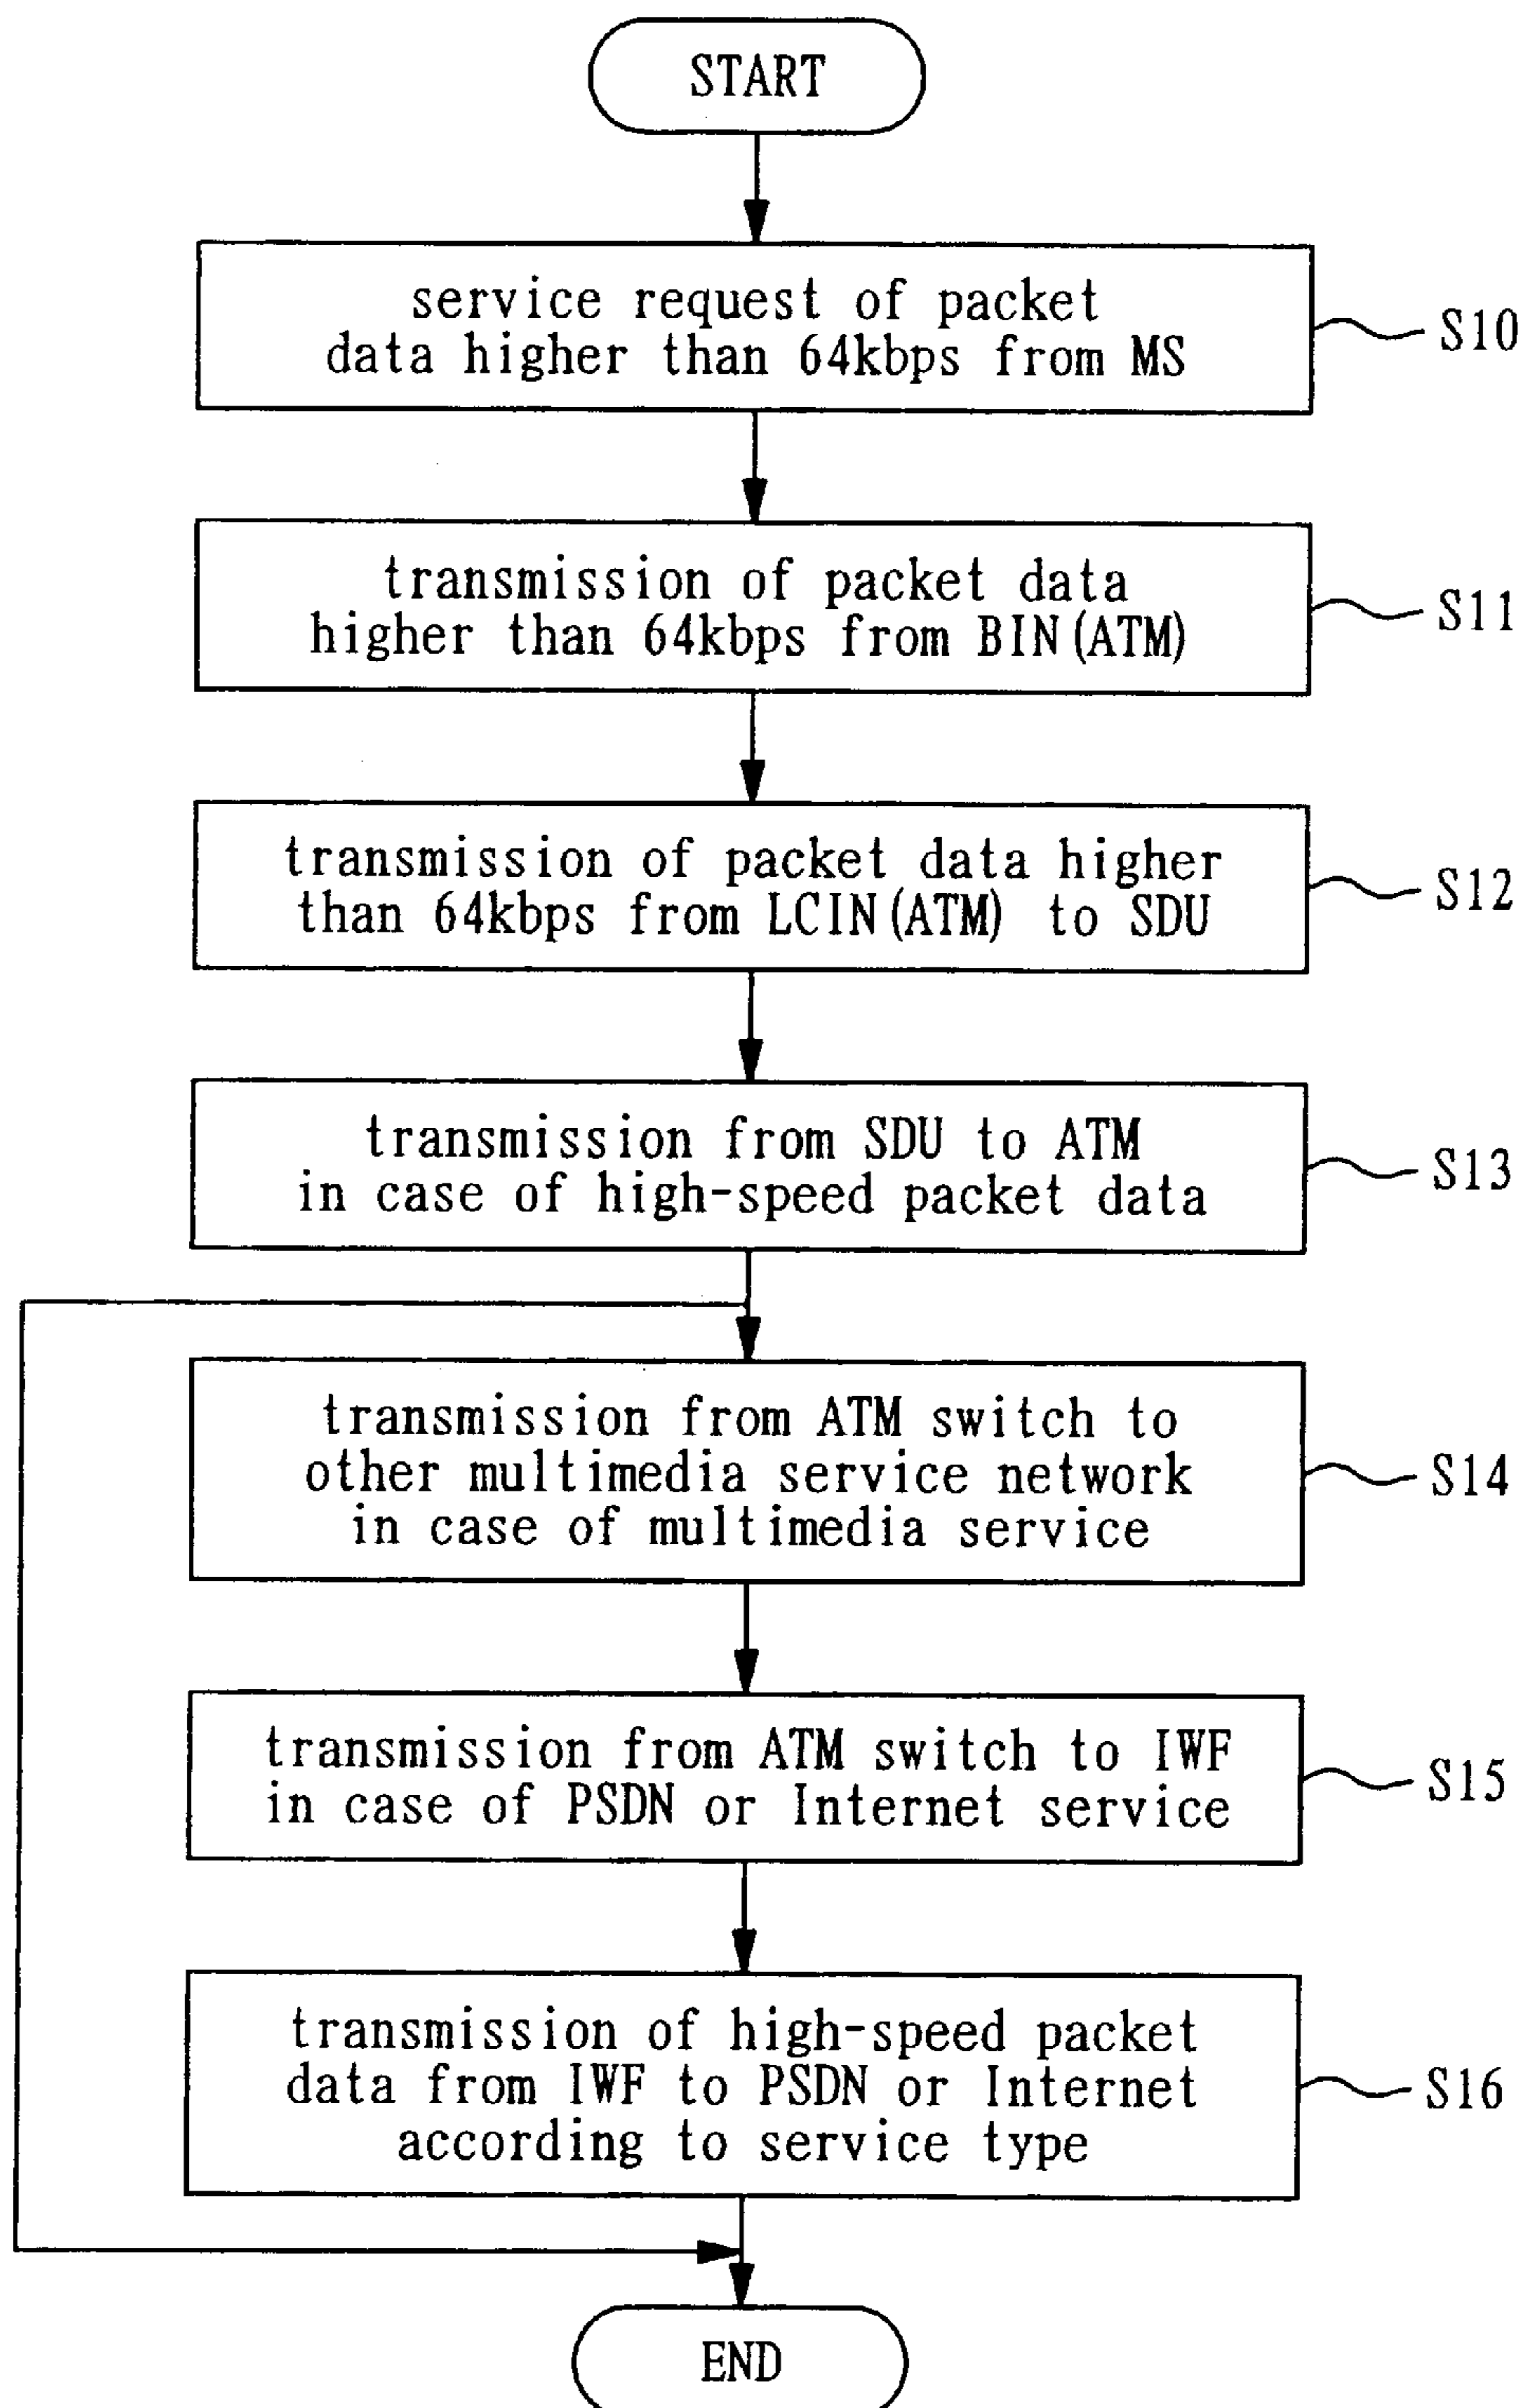 START
service request of packet
data higher than 64kbps from MS
S10
transmission of packet data
higher than 64kbps from BIN(ATM)
S11
transmission of packet data higher
than 64kbps from LCIN(ATM) to SDU
S12
transmission from SDU to ATM
in case of high-speed packet data
S13
transmission from ATM switch to
other multimedia service network
in case of multimedia service
S14
transmission from ATM switch to IWF
in case of PSDN or Internet service
S15
transmission of high-speed packet
data from IWF to PSDN or Internet
according to service type
S16
END